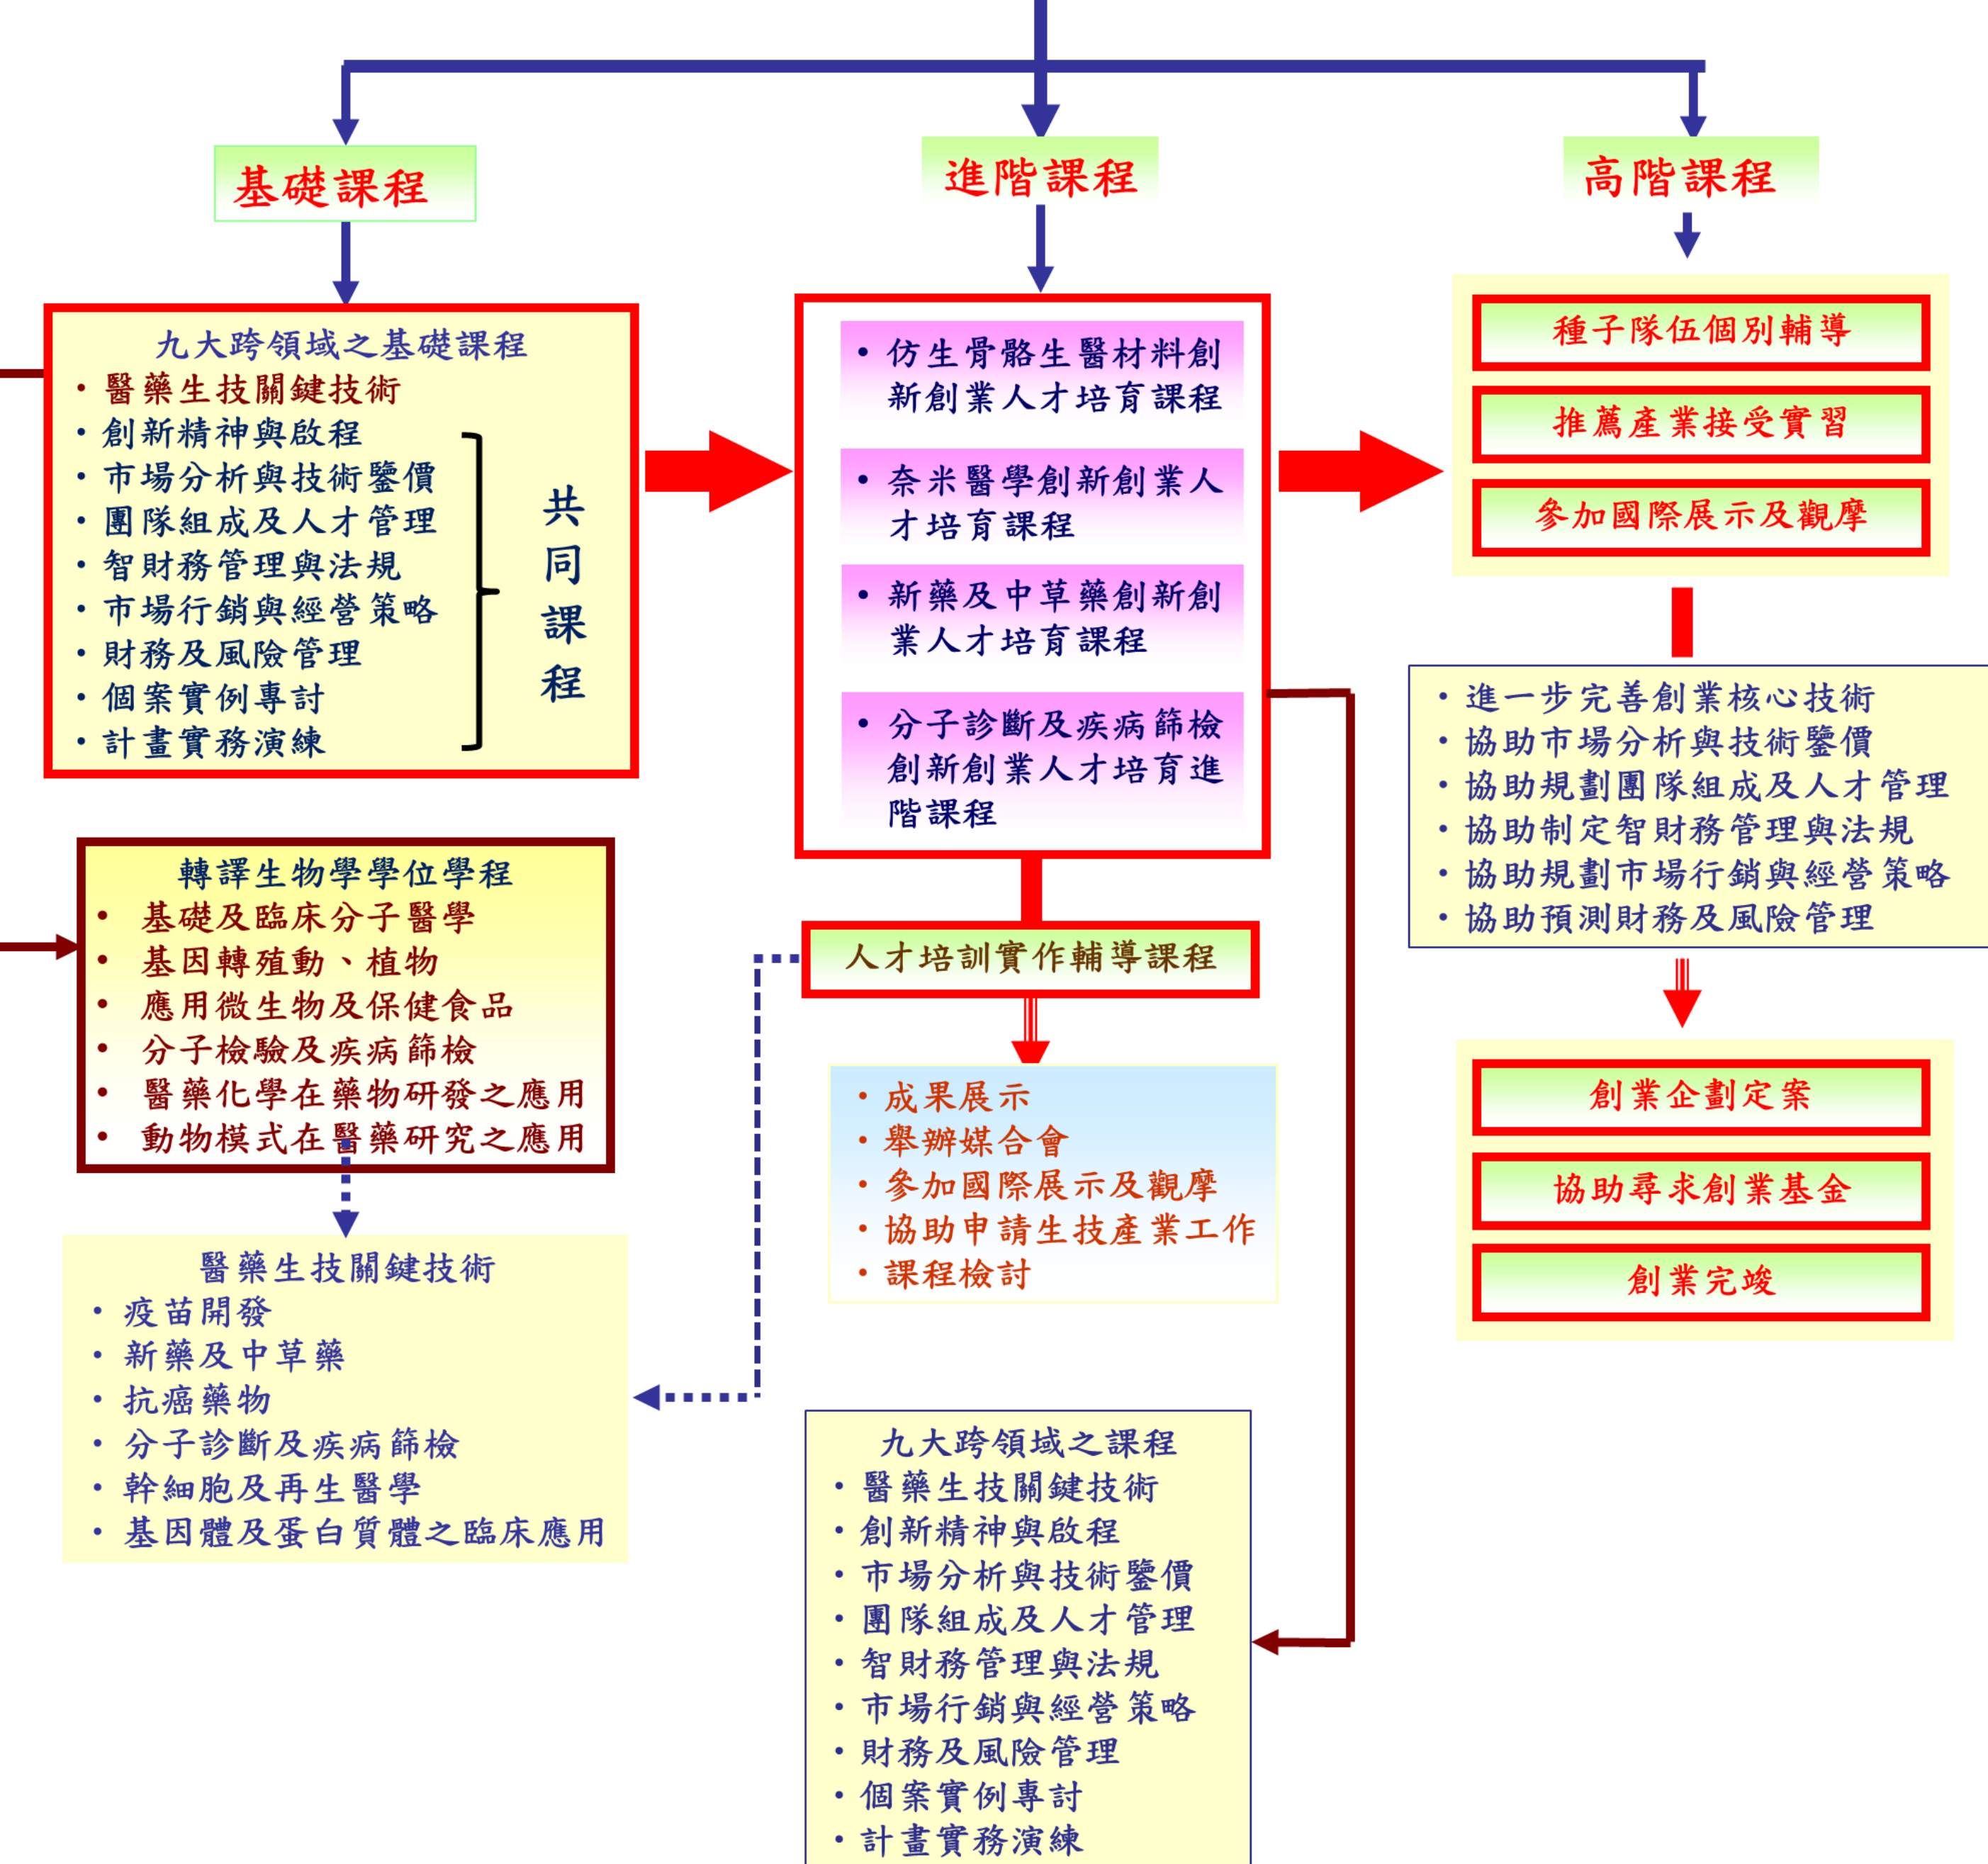 基礎課程
九大跨領域之基礎課程
・醫藥生技關鍵技術
・創新精神與啟程
・市場分析與技術鑒價
・團隊組成及人才管理
・智財務管理與法規
・市場行銷與經營策略
・財務及風險管理
・個案實例專討
・計畫實務演練
共
同
課
程
轉譯生物學學位學程
• 基礎及臨床分子醫學
• 基因轉殖動、植物
• 應用微生物及保健食品
• 分子檢驗及疾病篩檢
• 醫藥化學在藥物研發之應用
• 動物模式在醫藥研究之應用
醫藥生技關鍵技術
・疫苗開發
・新藥及中草藥
・抗癌藥物
・分子診斷及疾病篩檢
・幹細胞及再生醫學
・基因體及蛋白質體之臨床應用
進階課程
• 仿生骨骼生醫材料創
新創業人才培育課程
• 奈米醫學創新創業人
才培育課程
• 新藥及中草藥創新創
業人才培育課程
• 分子診斷及疾病篩檢
創新創業人才培育進
階課程
人才培訓實作輔導課程
・成果展示
・舉辦媒合會
・參加國際展示及觀摩
・協助申請生技產業工作
・課程檢討
九大跨領域之課程
・醫藥生技關鍵技術
・創新精神與啟程
・市場分析與技術鑒價
・團隊組成及人才管理
・智財務管理與法規
・市場行銷與經營策略
・財務及風險管理
・個案實例專討
・計畫實務演練
高階課程
種子隊伍個別輔導
推薦產業接受實習
參加國際展示及觀摩
・進一步完善創業核心技術
・協助市場分析與技術鑒價
・協助規劃團隊組成及人才管理
・協助制定智財務管理與法規
・協助規劃市場行銷與經營策略
・協助預測財務及風險管理
創業企劃定案
協助尋求創業基金
創業完竣